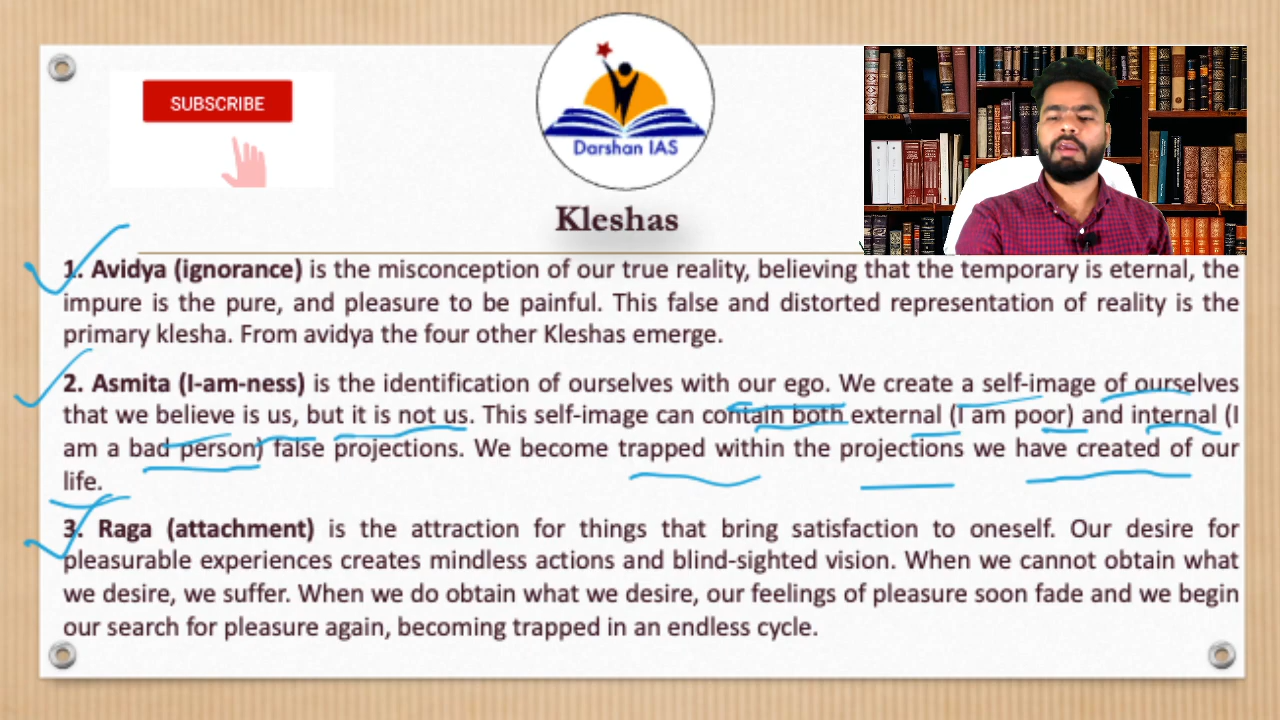 SUBSCRIBE
Darshan IAS
Kleshas
1. Avidya (ignorance) is the misconception of our true reality, believing that the temporary is eternal, the
impure is the pure, and pleasure to be painful. This false and distorted representation of reality is the
primary klesha. From avidya the four other Kleshas emerge.
2. Asmita (I-am-ness) is the identification of ourselves with our ego. We create a self-image of ourselves
that we believe is us, but it is not us. This self-image can contain both external (I am poor) and internal (I
am a bad person) false projections. We become trapped within the projections we have created of our
life.
3. Raga (attachment) is the attraction for things that bring satisfaction to oneself. Our desire for
pleasurable experiences creates mindless actions and blind-sighted vision. When we cannot obtain what
we desire, we suffer. When we do obtain what we desire, our feelings of pleasure soon fade and we begin
our search for pleasure again, becoming trapped in an endless cycle.